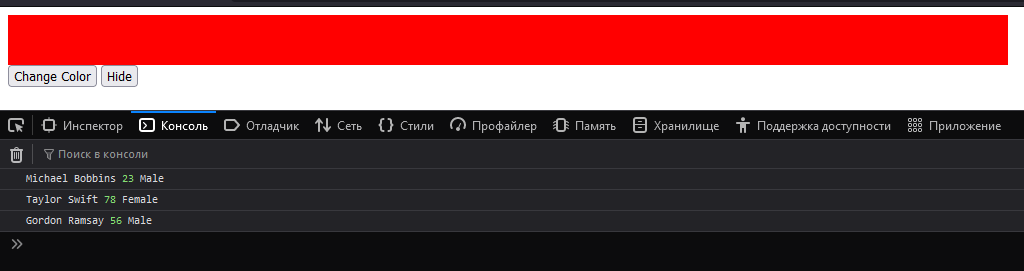 Change Color Hide
Инспектор Консоль Отладчик Сеть Стили Профайлер Память Хранилище Поддержка доступности Приложение
Поиск в консоли
Michael Bobbins 23 Male
Taylor Swift 78 Female
Gordon Ramsay 56 Male